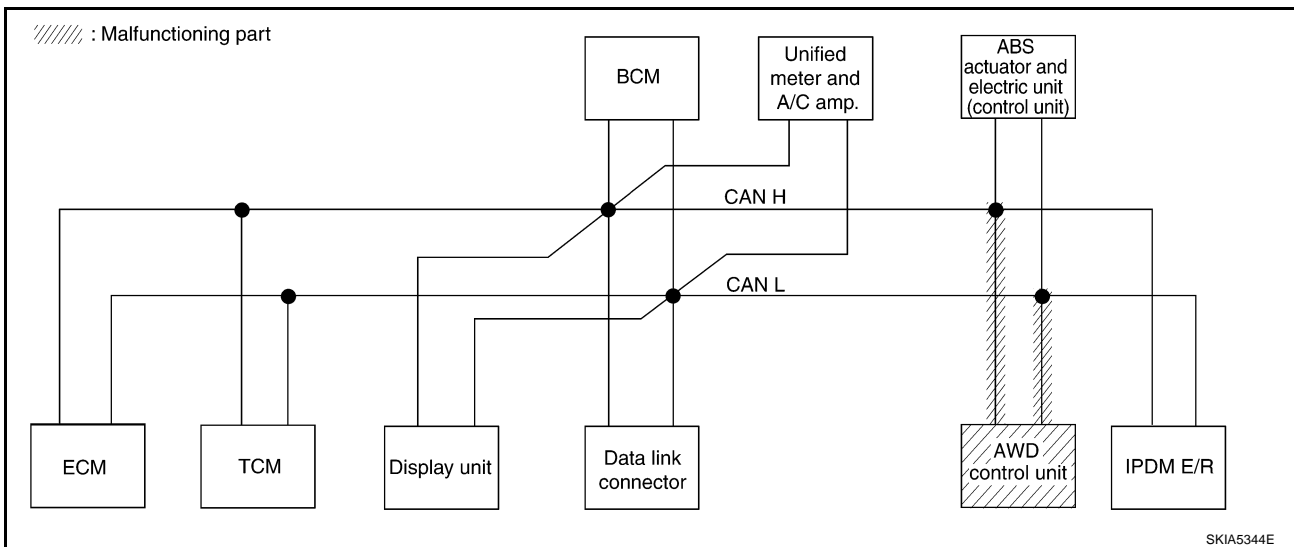 : Malfunctioning part
BCM
Unified
meter and
A/C amp.
ABS
actuator and
electric unit
(control unit)
CAN H
CAN L
ECM
TCM
Display unit
Data link
connector
AWD
control unit
IPDM E/R
SKIA5344E